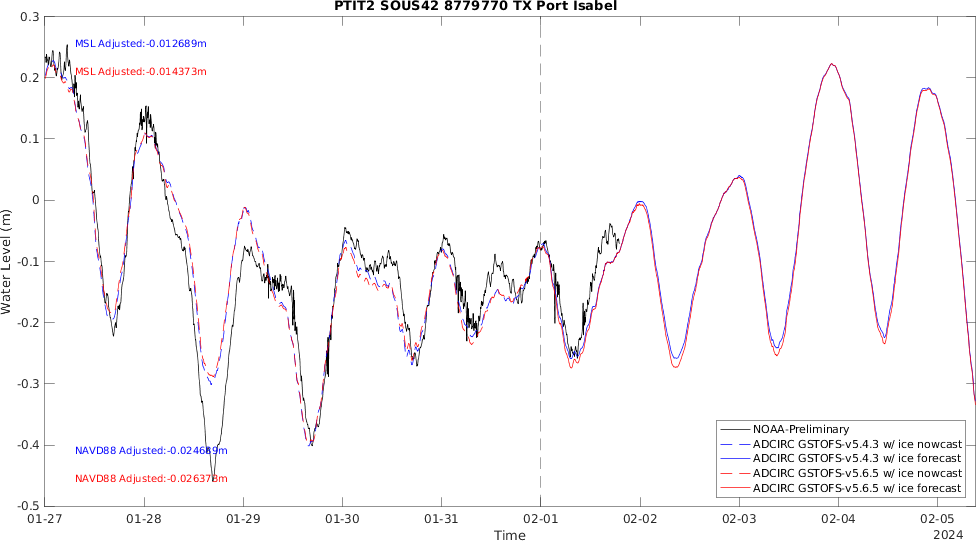 PTIT2 SOUS42 8779770 TX Port Isabel
0.3
0.2
0.1
0
-0.1
-0.2
-0.3
-0.4
-0.5
Water Level (m)
MSL Adjusted:-0.012689m
MSL Adjusted:-0.014373m
NAVD88 Adjusted:-0.024689m
NAVD88 Adjusted:-0.026373m
NOAA-Preliminary
ADCIRC GSTOFS-v5.4.3 w/ ice nowcast
ADCIRC GSTOFS-v5.4.3 w/ ice forecast
ADCIRC GSTOFS-v5.6.5 w/ ice nowcast
ADCIRC GSTOFS-v5.6.5 w/ ice forecast
01-27 01-28 01-29 01-30 01-31 02-01 02-02 02-03 02-04 02-05
Time
2024